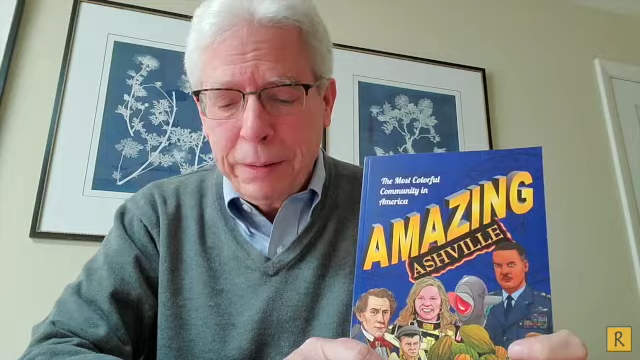 The Most Colorful
Community in
America
AMAZING
ASHVILLE
R